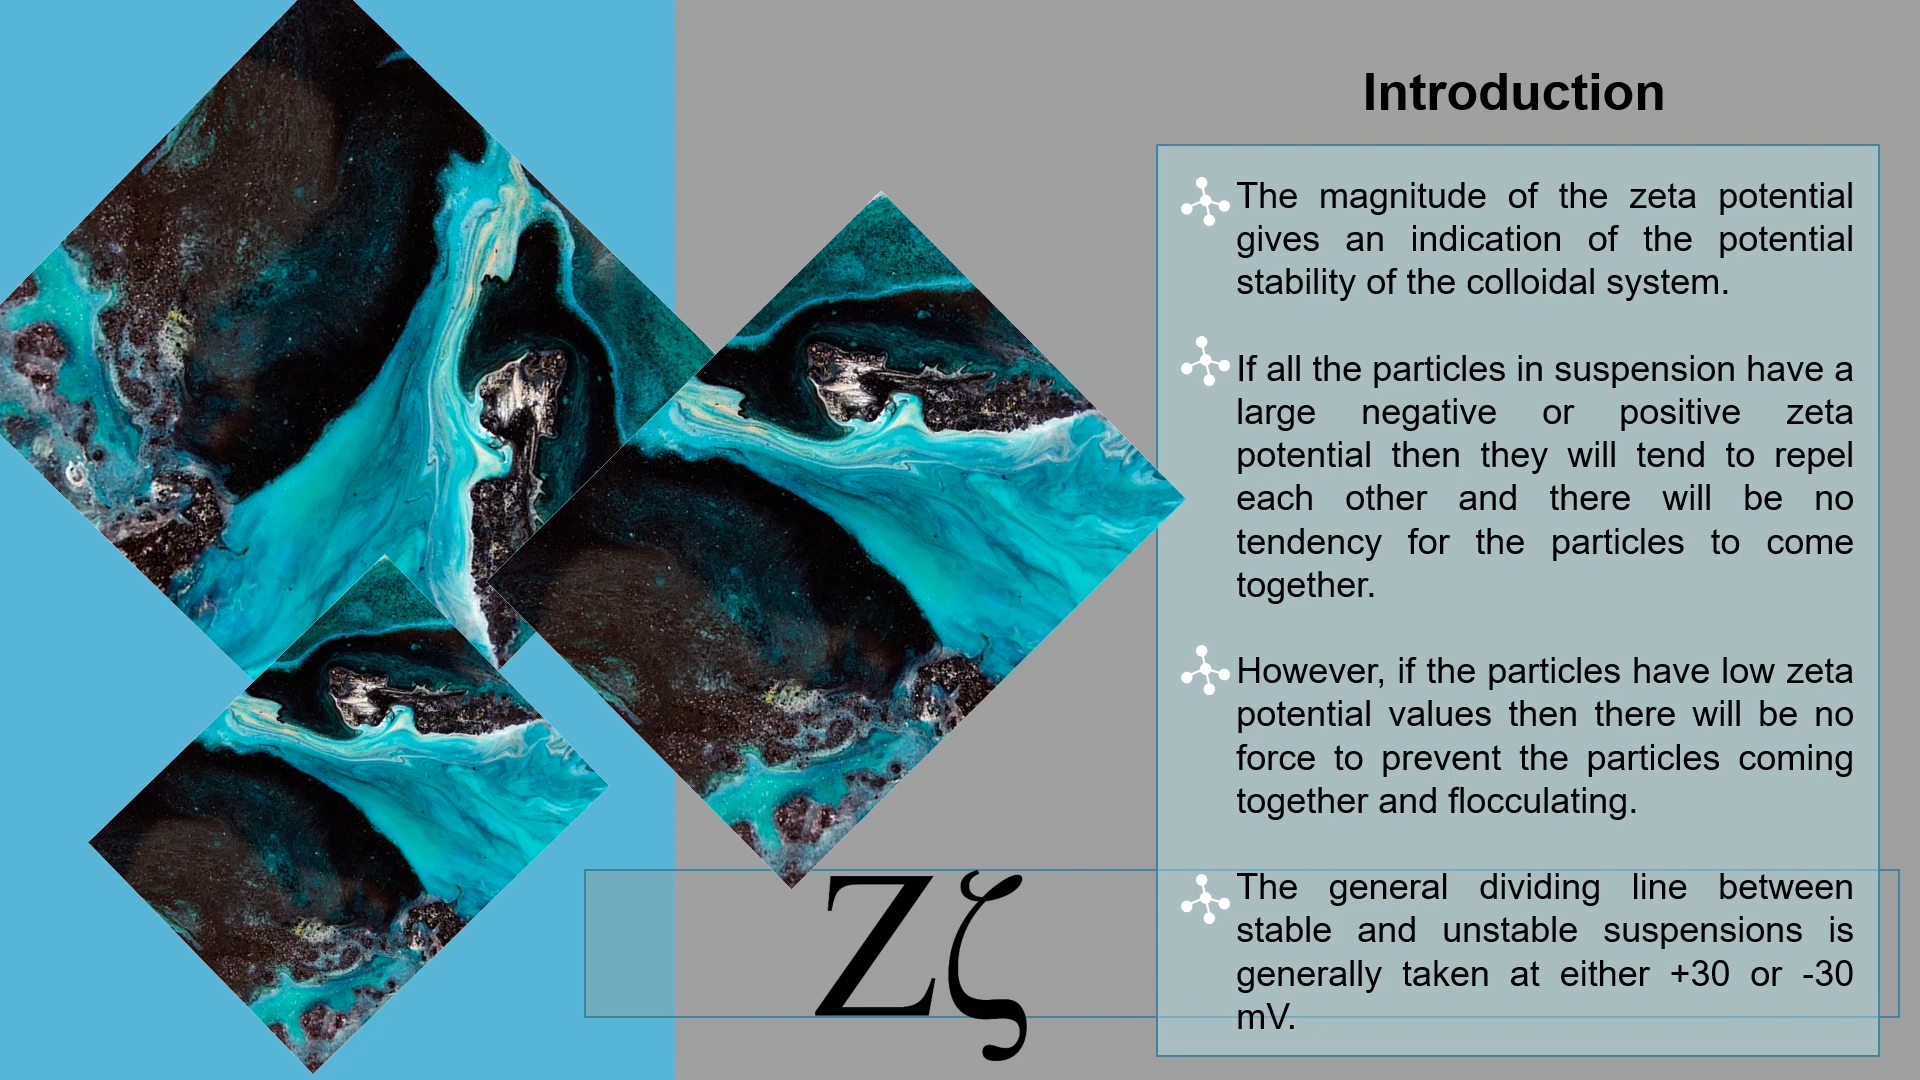 Introduction
The magnitude of the zeta potential
gives an indication of the potential
stability of the colloidal system.
If all the particles in suspension have a
large negative or positive zeta
potential then they will tend to repel
each other and there will be no
tendency for the particles to come
together.
However, if the particles have low zeta
potential values then there will be no
force to prevent the particles coming
together and flocculating.
The general dividing line between
stable and unstable suspensions is
generally taken at either +30 or -30
mV.
Ζζ